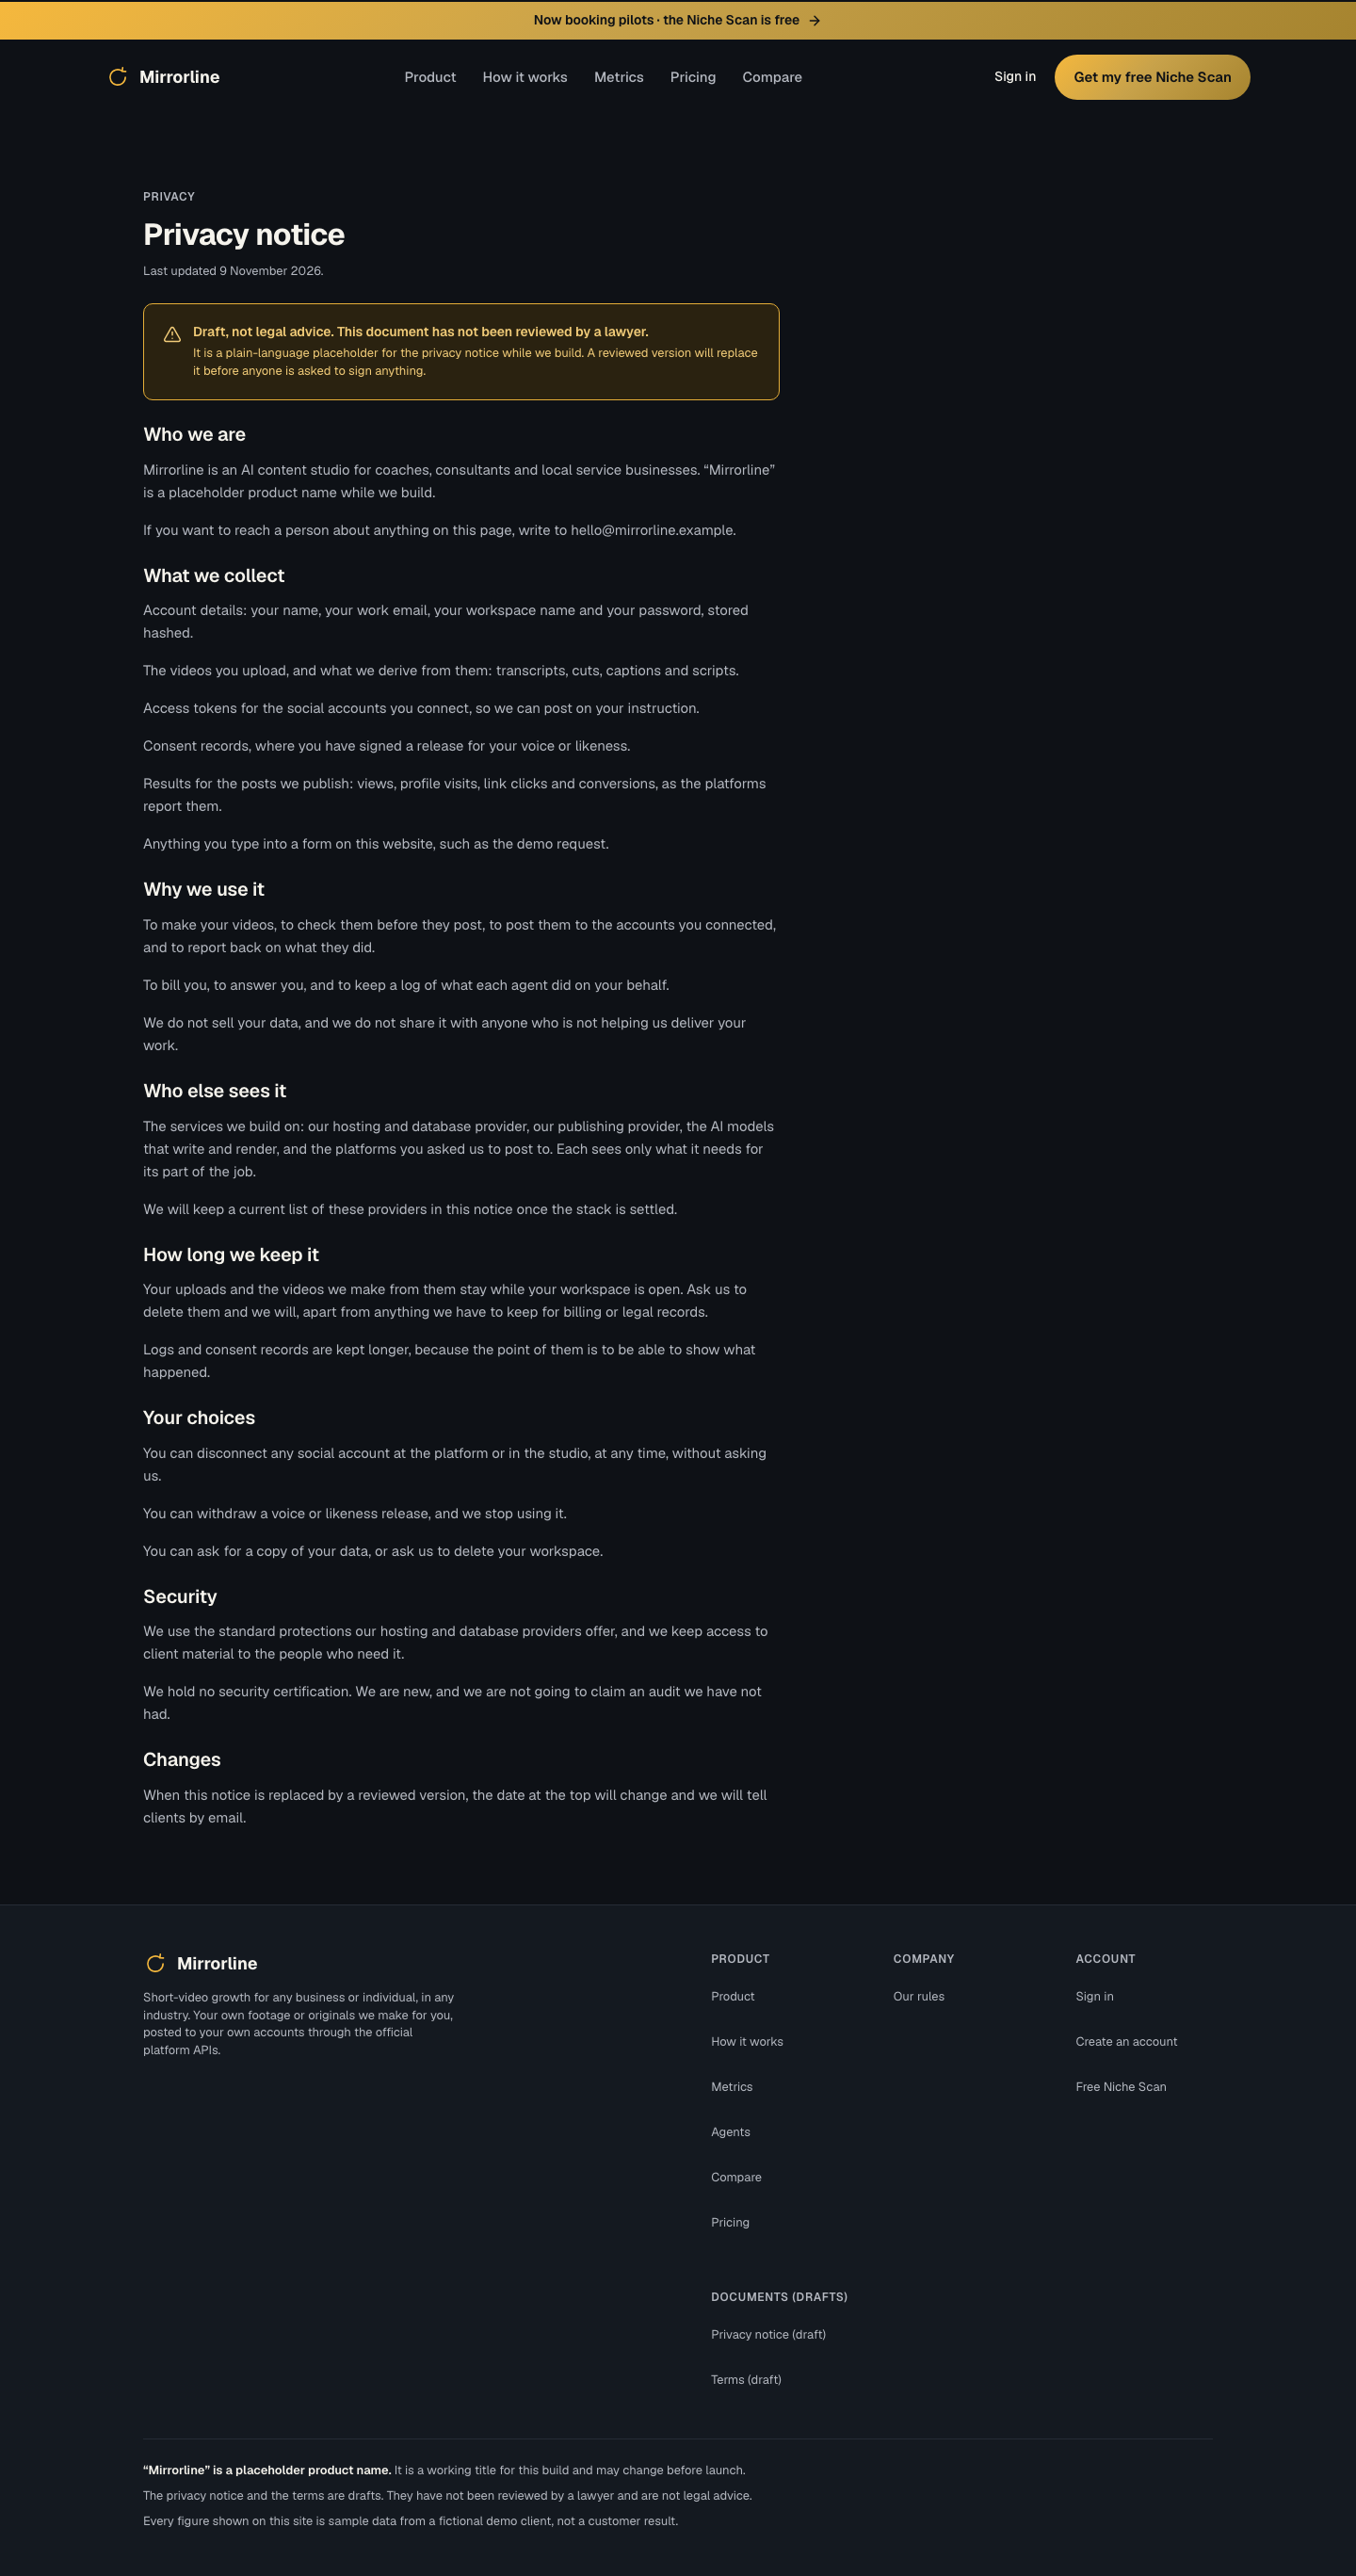 Now booking pilots · the Niche Scan is free →
Mirrorline
Product
How it works
Metrics
Pricing
Compare
Sign in
Get my free Niche Scan
PRIVACY
Privacy notice
Last updated 9 November 2026.
Draft, not legal advice. This document has not been reviewed by a lawyer.
It is a plain-language placeholder for the privacy notice while we build. A reviewed version will replace
it before anyone is asked to sign anything.
Who we are
Mirrorline is an AI content studio for coaches, consultants and local service businesses. “Mirrorline”
is a placeholder product name while we build.
If you want to reach a person about anything on this page, write to hello@mirrorline.example.
What we collect
Account details: your name, your work email, your workspace name and your password, stored
hashed.
The videos you upload, and what we derive from them: transcripts, cuts, captions and scripts.
Access tokens for the social accounts you connect, so we can post on your instruction.
Consent records, where you have signed a release for your voice or likeness.
Results for the posts we publish: views, profile visits, link clicks and conversions, as the platforms
report them.
Anything you type into a form on this website, such as the demo request.
Why we use it
To make your videos, to check them before they post, to post them to the accounts you connected,
and to report back on what they did.
To bill you, to answer you, and to keep a log of what each agent did on your behalf.
We do not sell your data, and we do not share it with anyone who is not helping us deliver your
work.
Who else sees it
The services we build on: our hosting and database provider, our publishing provider, the AI models
that write and render, and the platforms you asked us to post to. Each sees only what it needs for
its part of the job.
We will keep a current list of these providers in this notice once the stack is settled.
How long we keep it
Your uploads and the videos we make from them stay while your workspace is open. Ask us to
delete them and we will, apart from anything we have to keep for billing or legal records.
Logs and consent records are kept longer, because the point of them is to be able to show what
happened.
Your choices
You can disconnect any social account at the platform or in the studio, at any time, without asking
us.
You can withdraw a voice or likeness release, and we stop using it.
You can ask for a copy of your data, or ask us to delete your workspace.
Security
We use the standard protections our hosting and database providers offer, and we keep access to
client material to the people who need it.
We hold no security certification. We are new, and we are not going to claim an audit we have not
had.
Changes
When this notice is replaced by a reviewed version, the date at the top will change and we will tell
clients by email.
Mirrorline
Short-video growth for any business or individual, in any
industry. Your own footage or originals we make for you,
posted to your own accounts through the official
platform APIs.
PRODUCT
Product
How it works
Metrics
Agents
Compare
Pricing
COMPANY
Our rules
ACCOUNT
Sign in
Create an account
Free Niche Scan
DOCUMENTS (DRAFTS)
Privacy notice (draft)
Terms (draft)
“Mirrorline” is a placeholder product name. It is a working title for this build and may change before launch.
The privacy notice and the terms are drafts. They have not been reviewed by a lawyer and are not legal advice.
Every figure shown on this site is sample data from a fictional demo client, not a customer result.